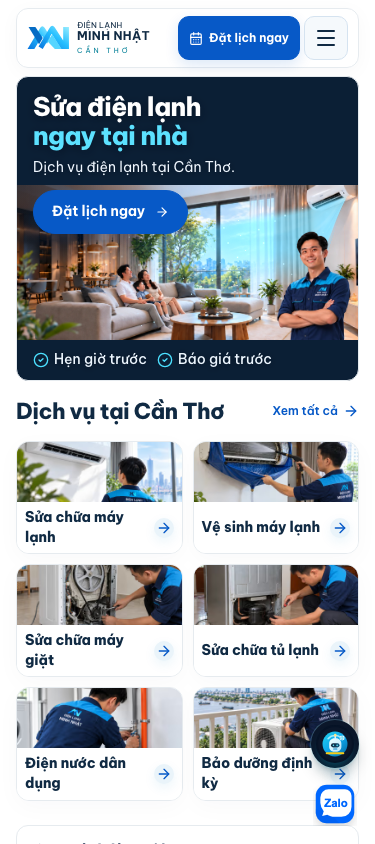 ĐIỆN LẠNH
MINH NHẬT
CẦN THƠ
Đặt lịch ngay
Sửa điện lạnh
ngay tại nhà
Dịch vụ điện lạnh tại Cần Thơ.
Đặt lịch ngay
Hẹn giờ trước
Báo giá trước
Dịch vụ tại Cần Thơ
Xem tất cả
Sửa chữa máy
lạnh
Vệ sinh máy lạnh
Sửa chữa máy
giặt
Sửa chữa tủ lạnh
MINH NHẬT
Điện nước dân
dụng
Bảo dưỡng định
kỳ
Zalo